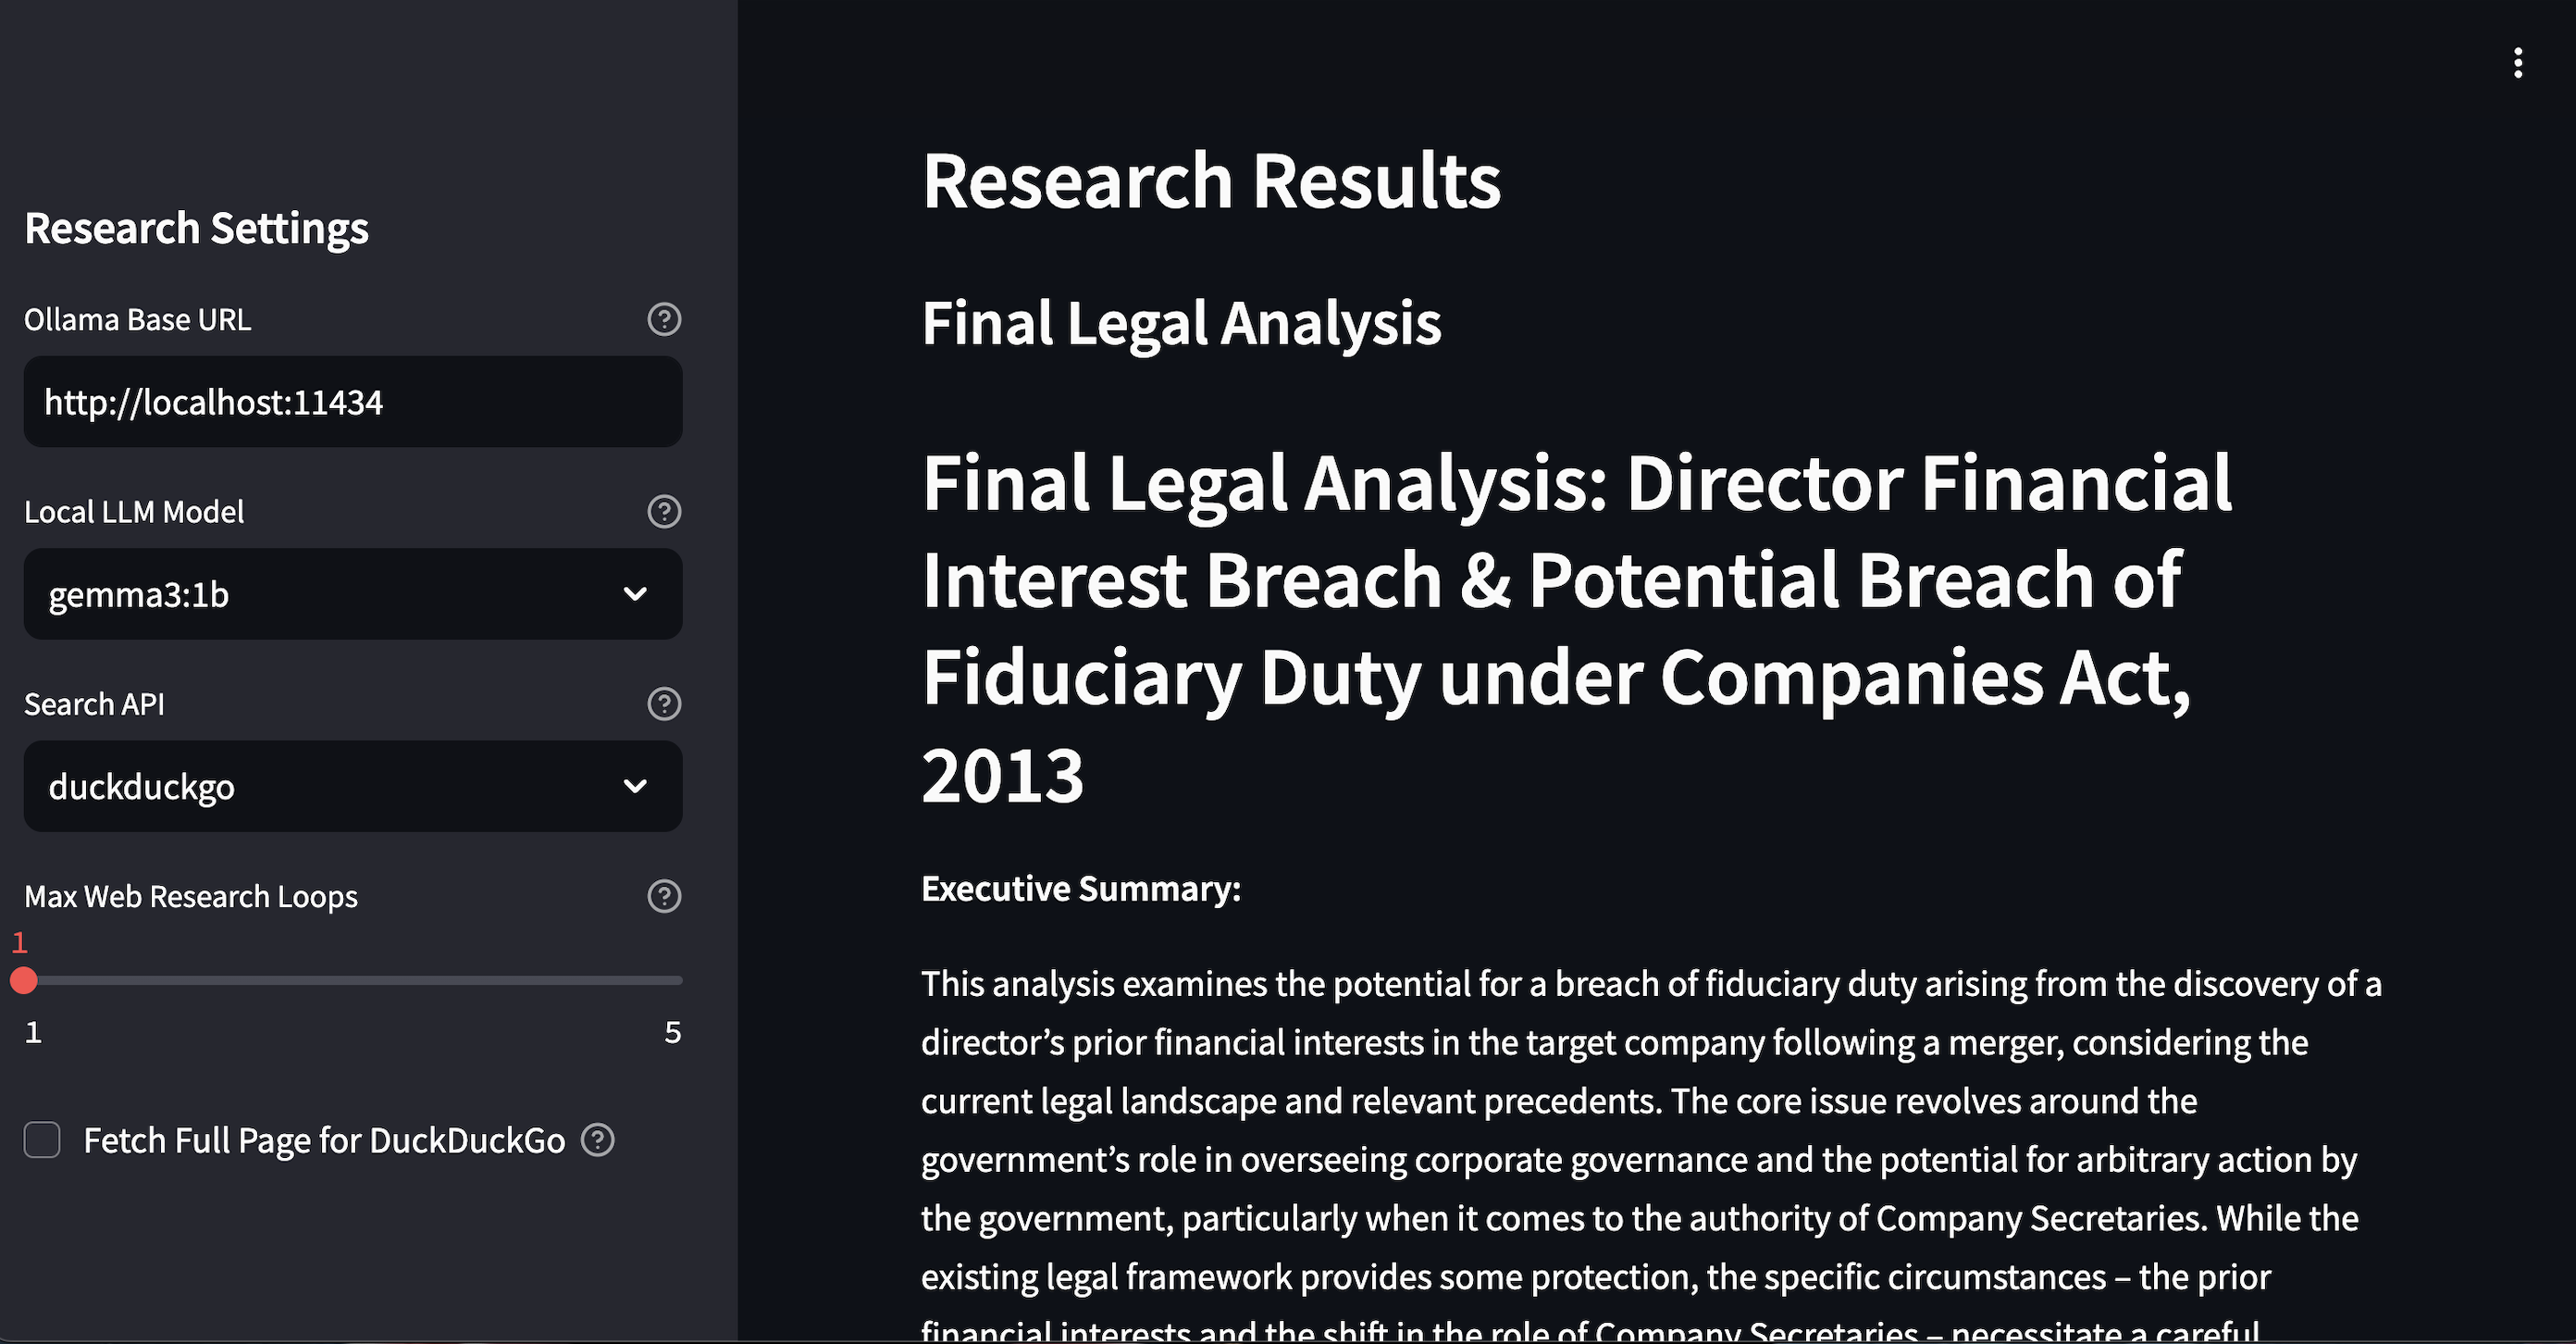 Research Settings
Ollama Base URL
http://localhost:11434
Local LLM Model
gemma3:1b
Search API
duckduckgo
Max Web Research Loops
1
1
5
Fetch Full Page for DuckDuckGo
Research Results
Final Legal Analysis
Final Legal Analysis: Director Financial
Interest Breach & Potential Breach of
Fiduciary Duty under Companies Act,
2013
Executive Summary:
This analysis examines the potential for a breach of fiduciary duty arising from the discovery of a
director’s prior financial interests in the target company following a merger, considering the
current legal landscape and relevant precedents. The core issue revolves around the
government’s role in overseeing corporate governance and the potential for arbitrary action by
the government, particularly when it comes to the authority of Company Secretaries. While the
existing legal framework provides some protection, the specific circumstances – the prior
financial interests and the shift in the role of Company Secretaries – necessitate a careful